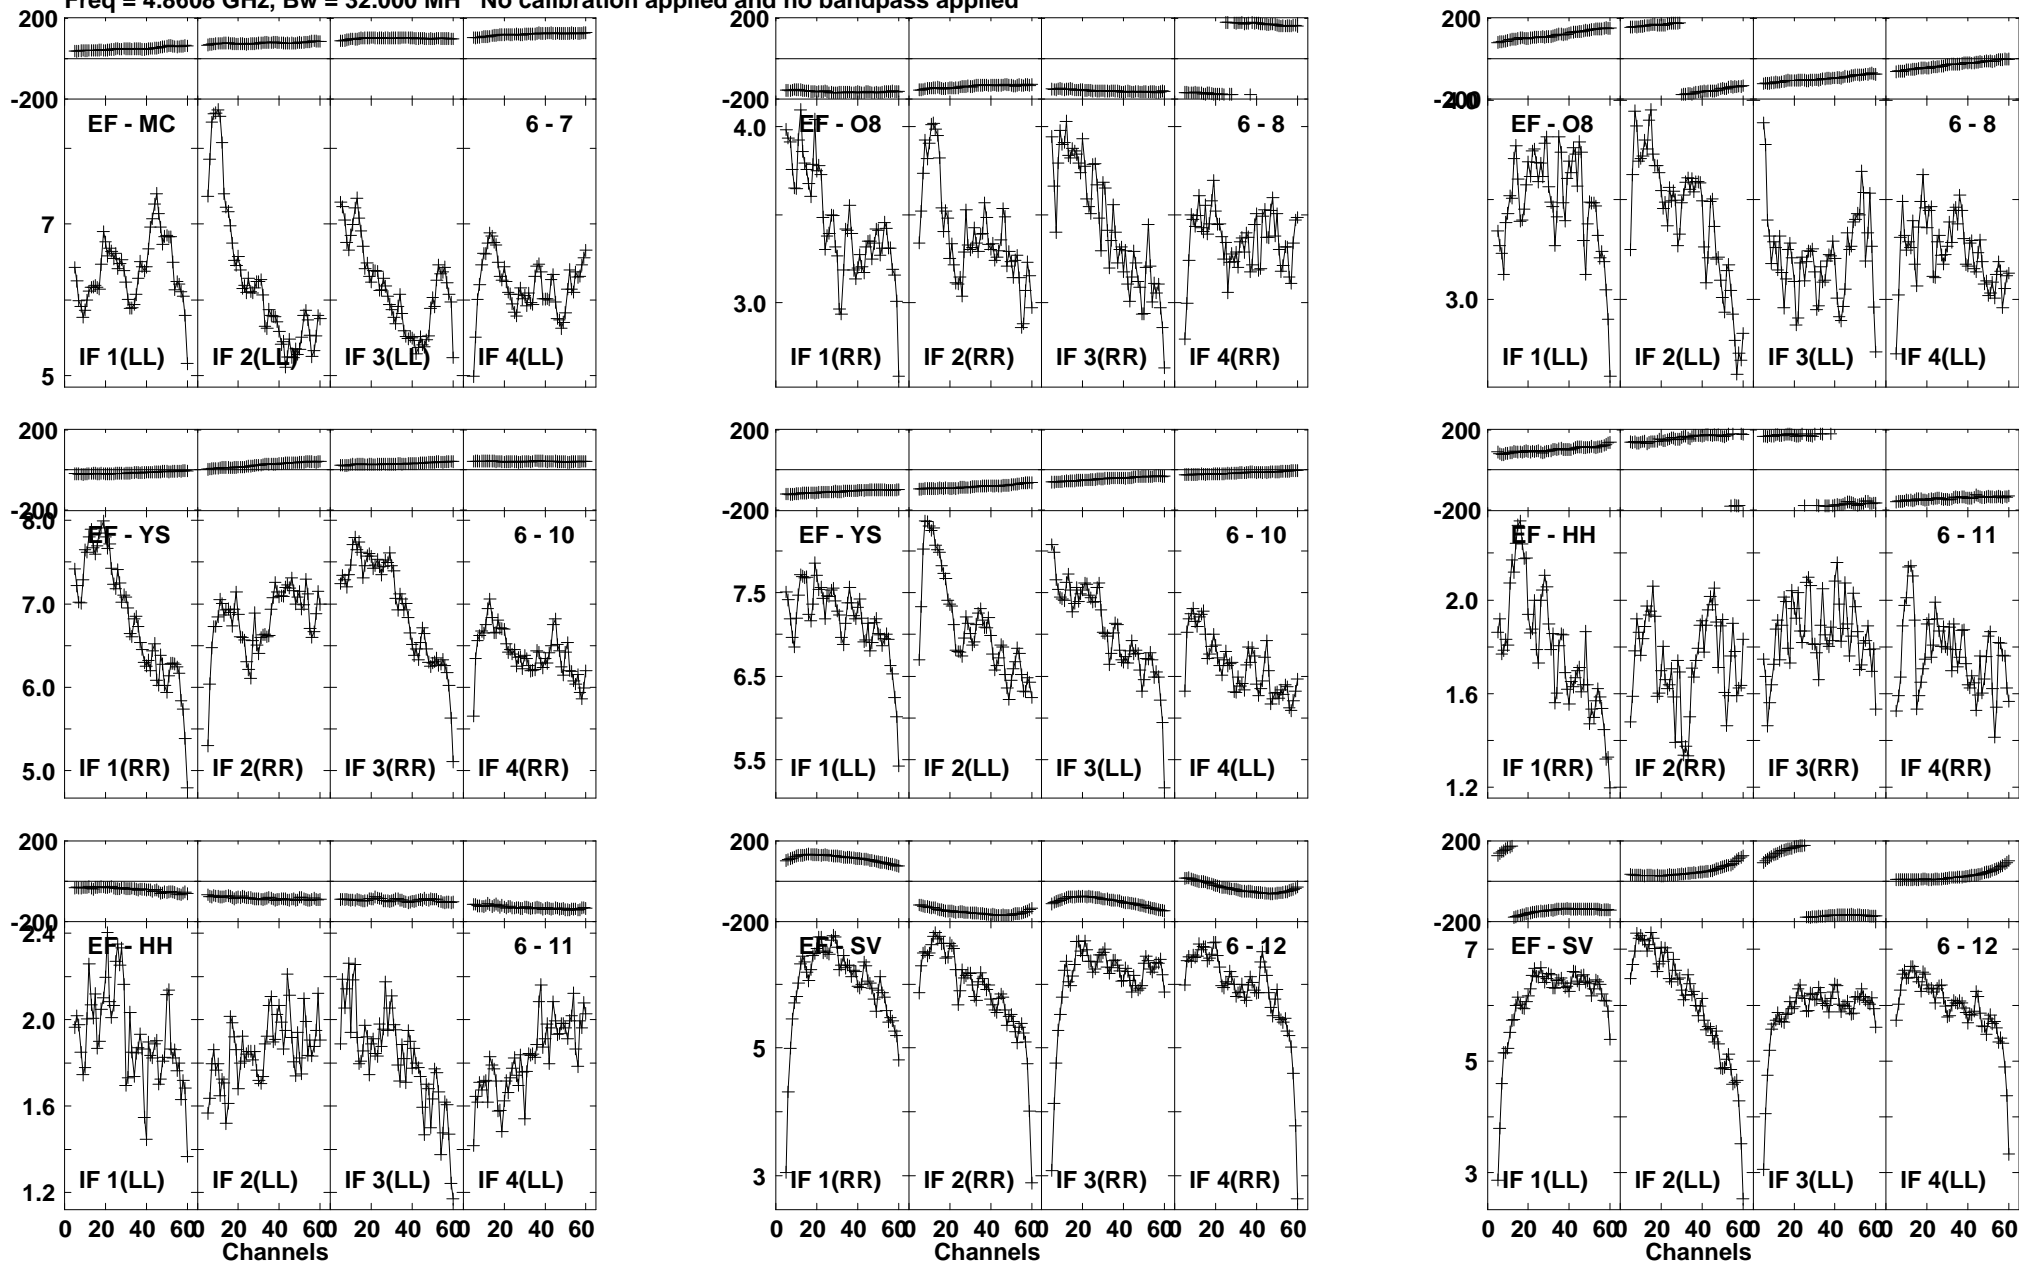 Freq = 4.8608 GHz, Bw = 32.000 MH No calibration applied and no bandpass applied
200
-200
EF - MC 6 - 7
7
5
IF 1(LL) IF 2(LL) IF 3(LL) IF 4(LL)
EF - O8 6 - 8
200
-200
4.0
3.0
IF 1(RR) IF 2(RR) IF 3(RR) IF 4(RR)
200
-200
4.0
EF - O8 6 - 8
3.0
IF 1(LL) IF 2(LL) IF 3(LL) IF 4(LL)
200
-200
8.0
EF - YS 6 - 10
7.0
6.0
5.0
IF 1(RR) IF 2(RR) IF 3(RR) IF 4(RR)
200
-200
EF - YS 6 - 10
7.5
6.5
5.5
IF 1(LL) IF 2(LL) IF 3(LL) IF 4(LL)
200
-200
EF - HH 6 - 11
2.0
1.6
1.2
IF 1(RR) IF 2(RR) IF 3(RR) IF 4(RR)
200
-200
2.4
EF - HH 6 - 11
2.0
1.6
1.2
IF 1(LL) IF 2(LL) IF 3(LL) IF 4(LL)
0 20 40 60 0 20 40 60 0 20 40 60 0 20 40 60
Channels
200
-200
EF - SV 6 - 12
5
3
IF 1(RR) IF 2(RR) IF 3(RR) IF 4(RR)
0 20 40 60 0 20 40 60 0 20 40 60 0 20 40 60
Channels
200
-200
7
EF - SV 6 - 12
5
3
IF 1(LL) IF 2(LL) IF 3(LL) IF 4(LL)
0 20 40 60 0 20 40 60 0 20 40 60 0 20 40 60
Channels